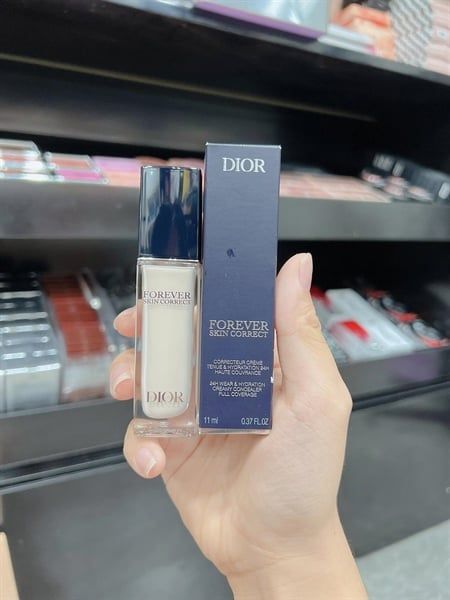 FOREVER
SKIN CORRECT
DIOR
DIOR
FOREVER
SKIN CORRECT
CORRECTEUR CRÈME
TENUE & HYDRATATION 24H
HAUTE COUVRANCE
24H WEAR & HYDRATION
CREAMY CONCEALER
FULL COVERAGE
11 ml 0.37 FL.OZ